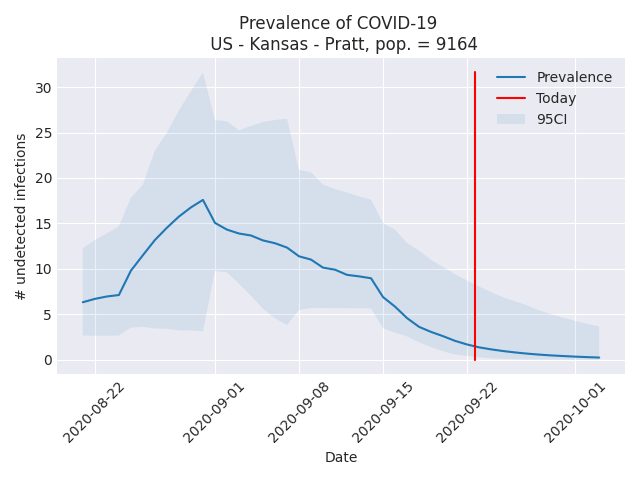 Prevalence of COVID-19
US - Kansas - Pratt, pop. = 9164
# undetected infections
30
25
20
15
10
5
0
Prevalence
Today
95CI
2020-08-22
2020-09-01
2020-09-08
2020-09-15
2020-09-22
2020-10-01
Date